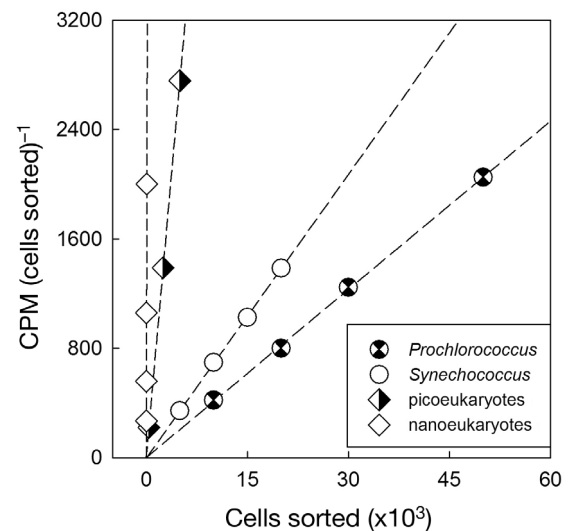 3200
2400
1600
800
0
CPM (cells sorted)⁻¹
Prochlorococcus
Synechococcus
picoeukaryotes
nanoeukaryotes
0 15 30 45 60
Cells sorted (x10³)